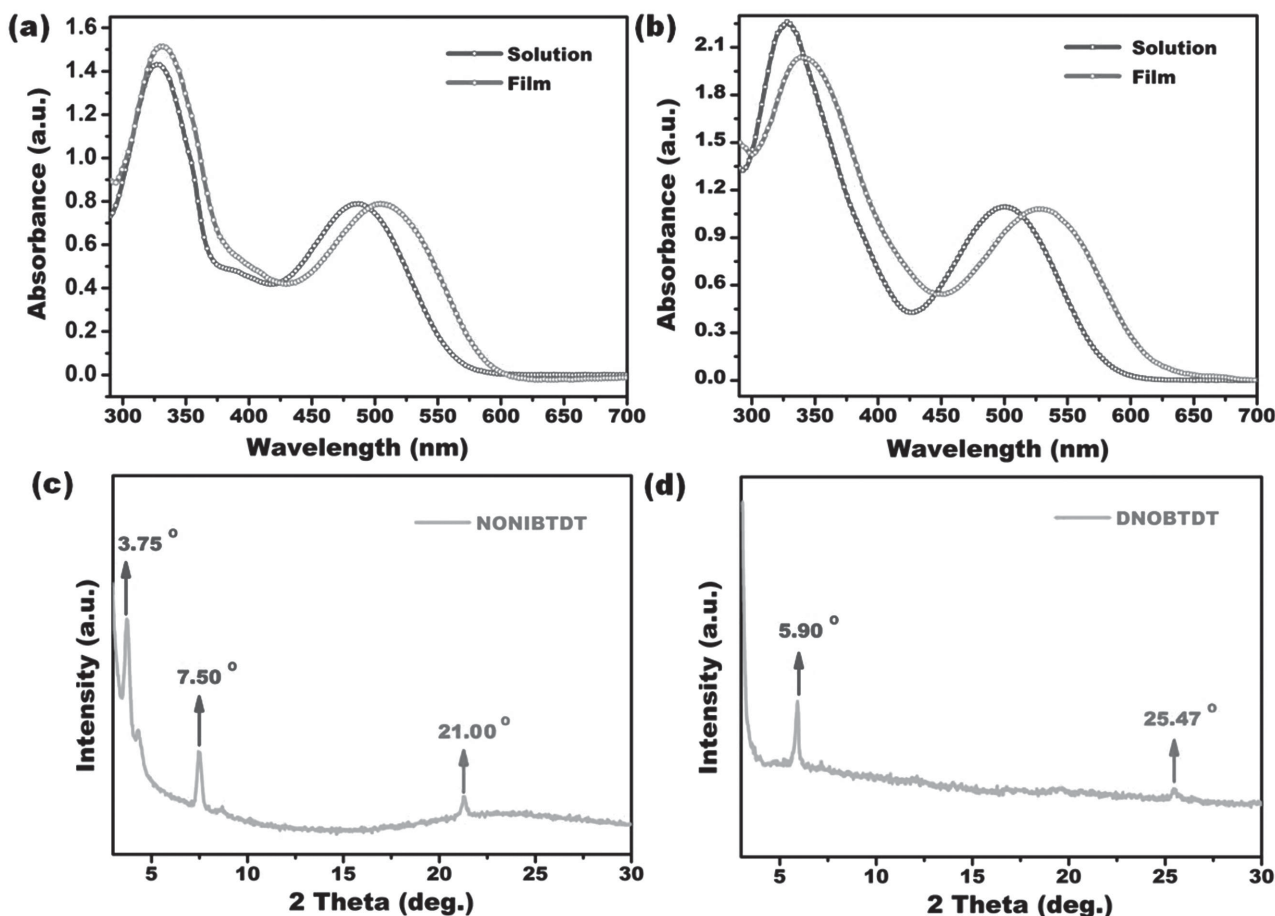 (a)
Solution
Film
Absorbance (a.u.)
1.6
1.4
1.2
1.0
0.8
0.6
0.4
0.2
0.0
300 350 400 450 500 550 600 650 700
Wavelength (nm)
(b)
Solution
Film
Absorbance (a.u.)
2.1
1.8
1.5
1.2
0.9
0.6
0.3
0.0
300 350 400 450 500 550 600 650 700
Wavelength (nm)
(c)
NONIBTDT
3.75 °
7.50 °
21.00 °
Intensity (a.u.)
5 10 15 20 25 30
2 Theta (deg.)
(d)
DNOBTDT
5.90 °
25.47 °
Intensity (a.u.)
5 10 15 20 25 30
2 Theta (deg.)